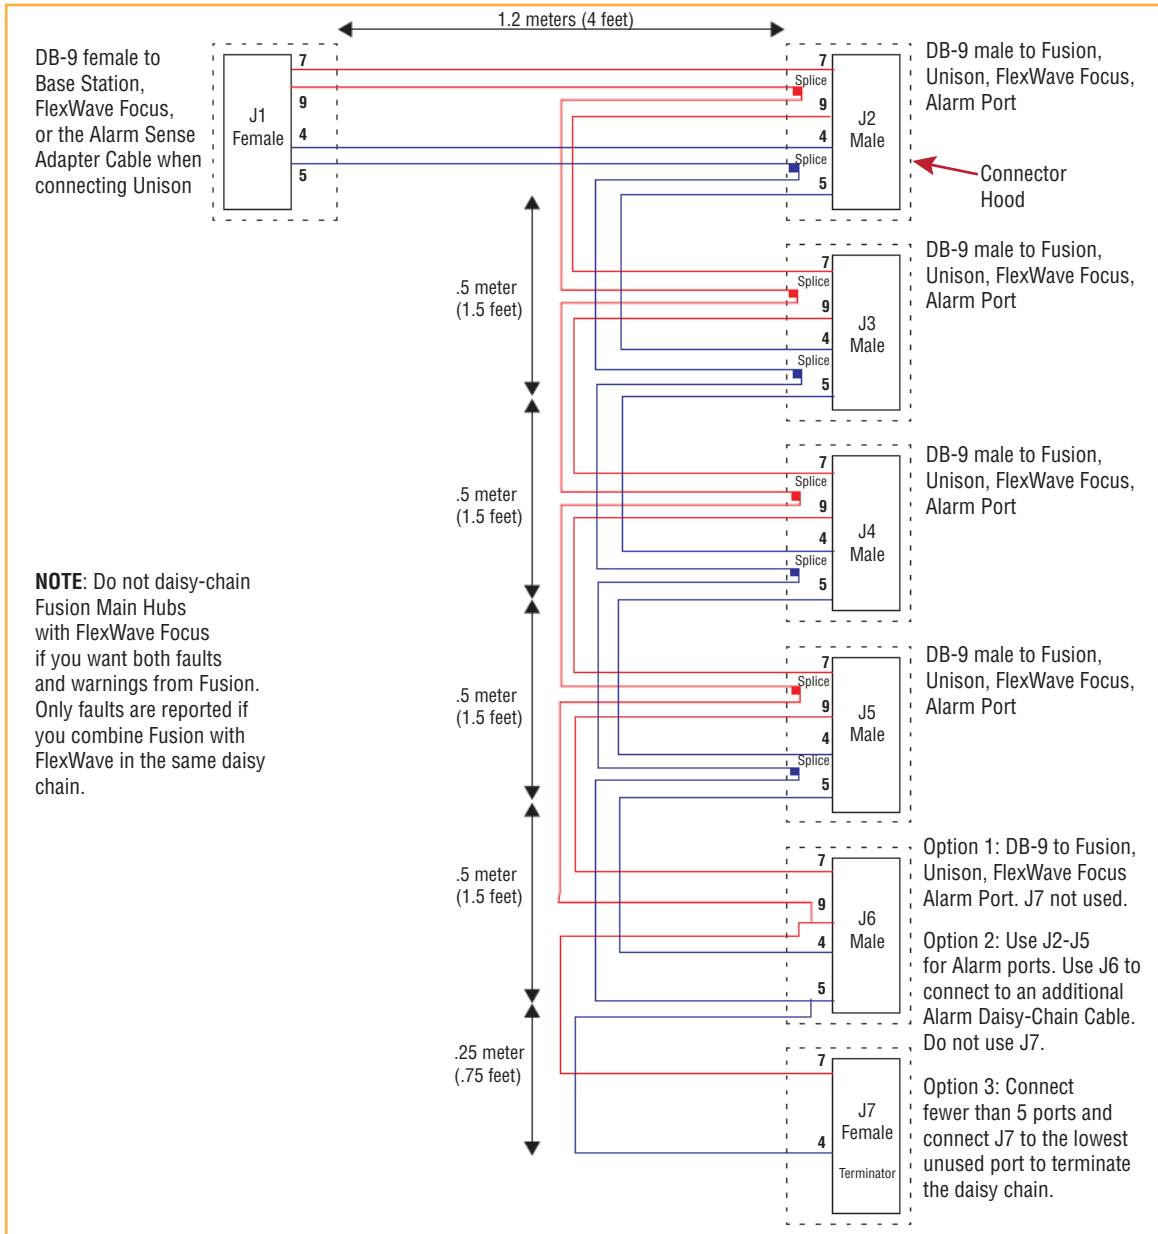 1.2 meters (4 feet)
DB-9 female to
Base Station,
FlexWave Focus,
or the Alarm Sense
Adapter Cable when
connecting Unison
J1
Female
7
9
4
5
7
Splice
9
4
Splice
5
J2
Male
DB-9 male to Fusion,
Unison, FlexWave Focus,
Alarm Port
Connector
Hood
.5 meter
(1.5 feet)
7
Splice
9
4
Splice
5
J3
Male
DB-9 male to Fusion,
Unison, FlexWave Focus,
Alarm Port
.5 meter
(1.5 feet)
7
Splice
9
4
Splice
5
J4
Male
DB-9 male to Fusion,
Unison, FlexWave Focus,
Alarm Port
NOTE: Do not daisy-chain
Fusion Main Hubs
with FlexWave Focus
if you want both faults
and warnings from Fusion.
Only faults are reported if
you combine Fusion with
FlexWave in the same daisy
chain.
.5 meter
(1.5 feet)
7
Splice
9
4
Splice
5
J5
Male
DB-9 male to Fusion,
Unison, FlexWave Focus,
Alarm Port
.5 meter
(1.5 feet)
7
9
4
5
J6
Male
Option 1: DB-9 to Fusion,
Unison, FlexWave Focus
Alarm Port. J7 not used.
Option 2: Use J2-J5
for Alarm ports. Use J6 to
connect to an additional
Alarm Daisy-Chain Cable.
Do not use J7.
.25 meter
(.75 feet)
7
4
J7
Female
Terminator
Option 3: Connect
fewer than 5 ports and
connect J7 to the lowest
unused port to terminate
the daisy chain.